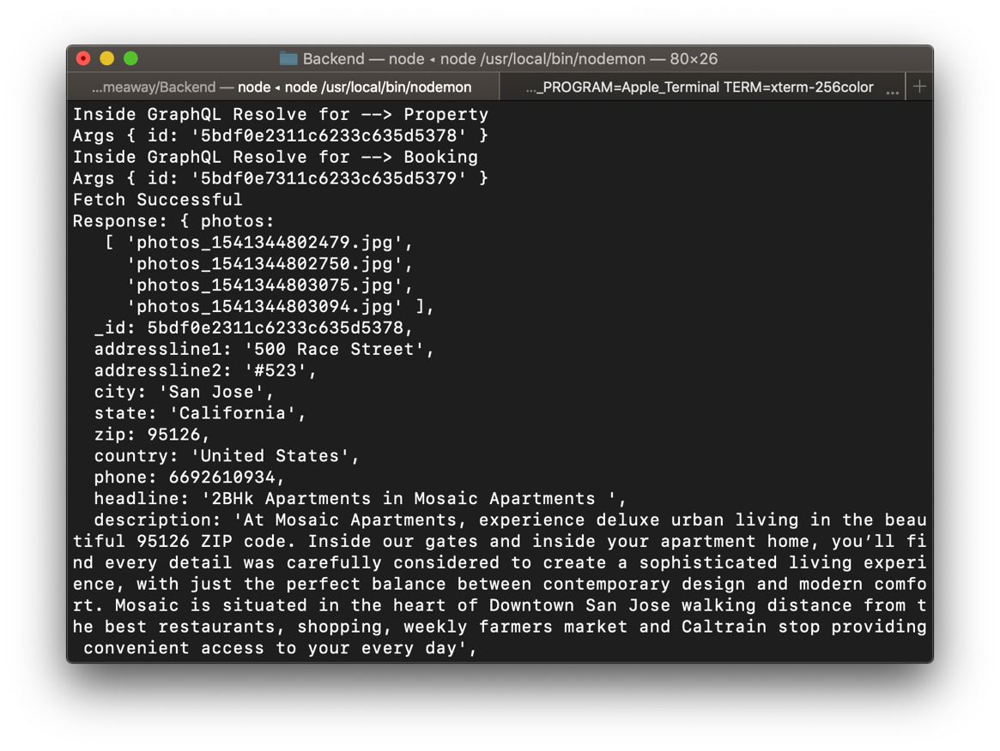 Backend — node ◂ node /usr/local/bin/nodemon — 80×26
...meaway/Backend — node ◂ node /usr/local/bin/nodemon
..._PROGRAM=Apple_Terminal TERM=xterm-256color ...
Inside GraphQL Resolve for --> Property
Args { id: '5bdf0e2311c6233c635d5378' }
Inside GraphQL Resolve for --> Booking
Args { id: '5bdf0e7311c6233c635d5379' }
Fetch Successful
Response: { photos:
   [ 'photos_1541344802479.jpg',
     'photos_1541344802750.jpg',
     'photos_1541344803075.jpg',
     'photos_1541344803094.jpg' ],
  _id: 5bdf0e2311c6233c635d5378,
  addressline1: '500 Race Street',
  addressline2: '#523',
  city: 'San Jose',
  state: 'California',
  zip: 95126,
  country: 'United States',
  phone: 6692610934,
  headline: '2BHk Apartments in Mosaic Apartments ',
  description: 'At Mosaic Apartments, experience deluxe urban living in the beau
tiful 95126 ZIP code. Inside our gates and inside your apartment home, you’ll fi
nd every detail was carefully considered to create a sophisticated living experi
ence, with just the perfect balance between contemporary design and modern comfo
rt. Mosaic is situated in the heart of Downtown San Jose walking distance from t
he best restaurants, shopping, weekly farmers market and Caltrain stop providing
 convenient access to your every day',